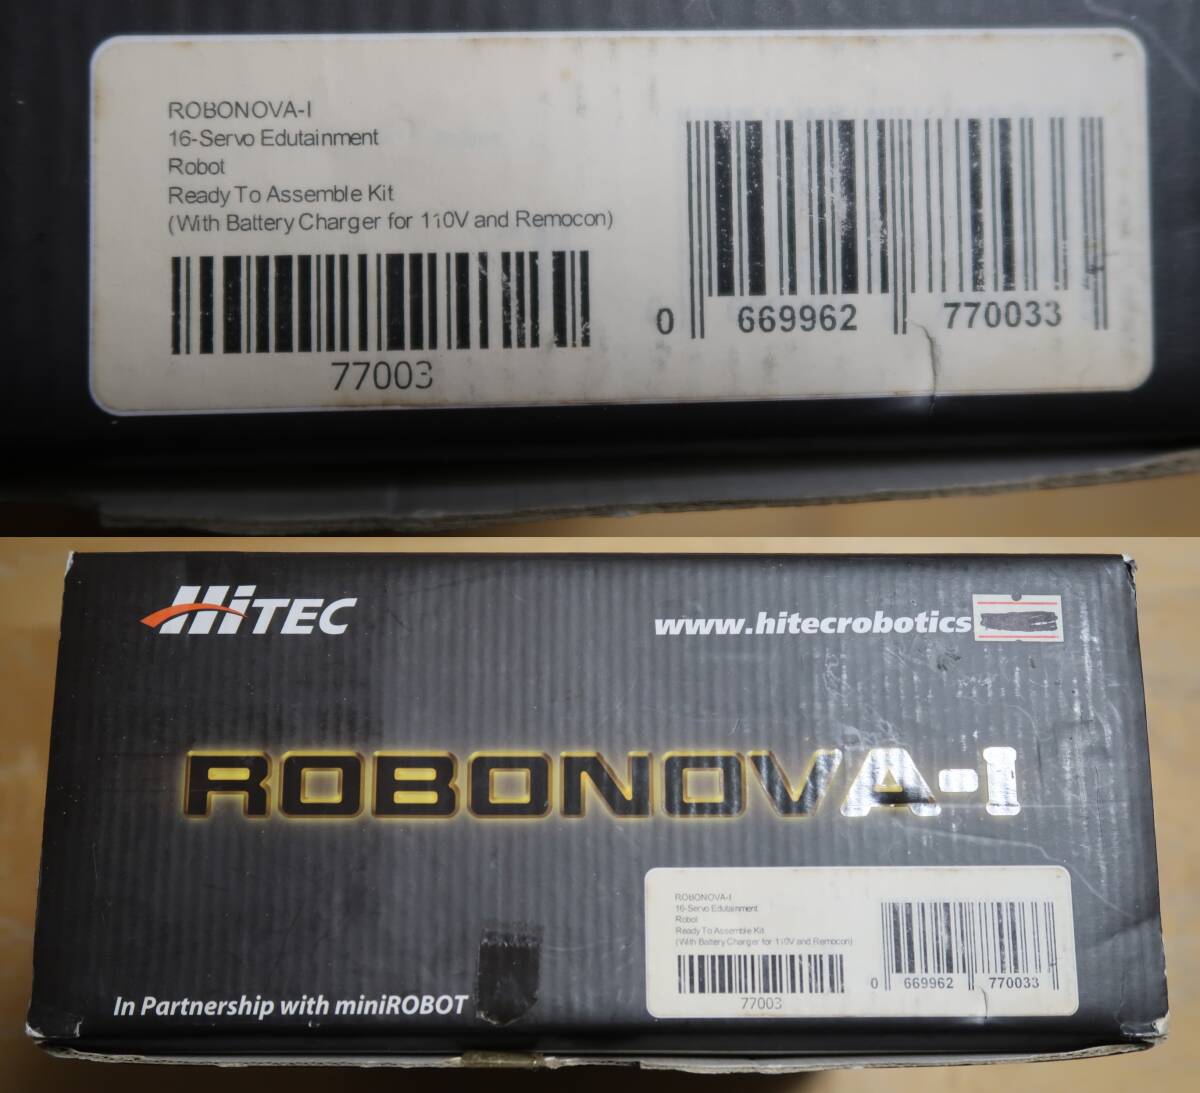 ROBONOVA-I
16-Servo Edutainment
Robot
Ready To Assemble Kit
(With Battery Charger for 110V and Remocon)
77003
0 669962 770033
HiTEC
www.hitecrobotics
ROBONOVA-I
ROBONOVA-I
16-Servo Edutainment
Robot
Ready To Assemble Kit
(With Battery Charger for 110V and Remocon)
77003
0 669962 770033
In Partnership with miniROBOT